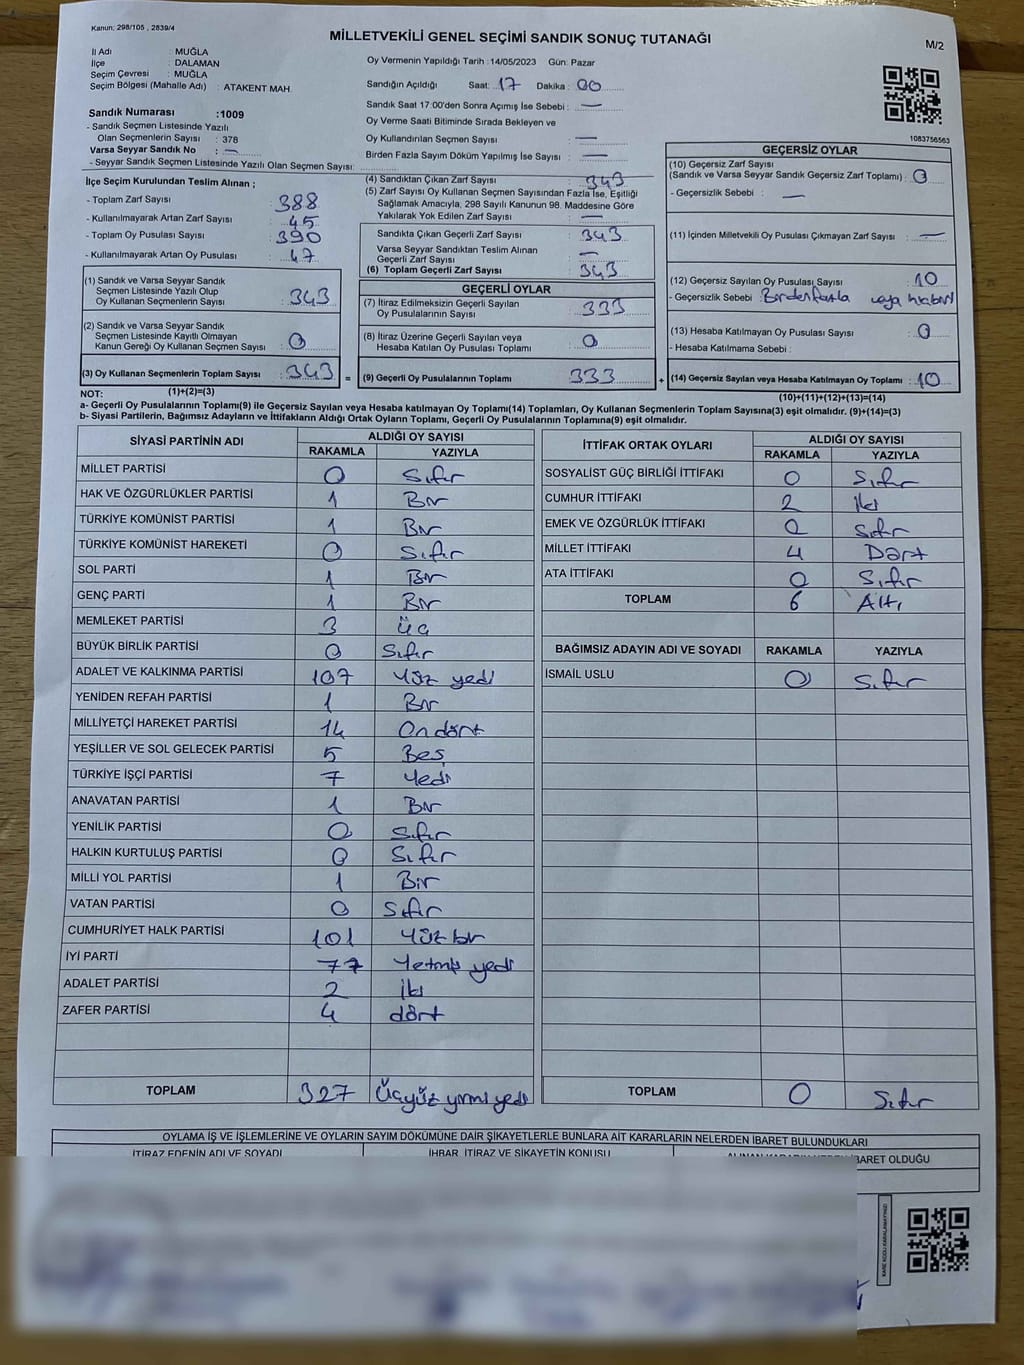 Kanun: 298/105 , 2839/4
MİLLETVEKİLİ GENEL SEÇİMİ SANDIK SONUÇ TUTANAĞI
M/2
İl Adı : MUĞLA
İlçe : DALAMAN
Seçim Çevresi : MUĞLA
Seçim Bölgesi (Mahalle Adı) : ATAKENT MAH.
Oy Vermenin Yapıldığı Tarih :14/05/2023 Gün: Pazar
Sandığın Açıldığı Saat: 17 Dakika : 00
Sandık Saat 17:00'den Sonra Açımış İse Sebebi : —
Oy Verme Saati Bitiminde Sırada Bekleyen ve
Oy Kullandırılan Seçmen Sayısı : —
Birden Fazla Sayım Döküm Yapılmış İse Sayısı : —
1083756563
Sandık Numarası :1009
- Sandık Seçmen Listesinde Yazılı
Olan Seçmenlerin Sayısı : 378
Varsa Seyyar Sandık No : —
- Seyyar Sandık Seçmen Listesinde Yazılı Olan Seçmen Sayısı:
İlçe Seçim Kurulundan Teslim Alınan ;
- Toplam Zarf Sayısı : 388
- Kullanılmayarak Artan Zarf Sayısı : 45
- Toplam Oy Pusulası Sayısı : 390
- Kullanılmayarak Artan Oy Pusulası : 47
(1) Sandık ve Varsa Seyyar Sandık
Seçmen Listesinde Yazılı Olup
Oy Kullanan Seçmenlerin Sayısı : 343
(2) Sandık ve Varsa Seyyar Sandık
Seçmen Listesinde Kayıtlı Olmayan
Kanun Gereği Oy Kullanan Seçmen Sayısı : 0
(3) Oy Kullanan Seçmenlerin Toplam Sayısı : 343
(1)+(2)=(3)
(4) Sandıktan Çıkan Zarf Sayısı : 343
(5) Zarf Sayısı Oy Kullanan Seçmen Sayısından Fazla İse, Eşitliği
Sağlamak Amacıyla, 298 Sayılı Kanunun 98. Maddesine Göre
Yakılarak Yok Edilen Zarf Sayısı : —
Sandıkta Çıkan Geçerli Zarf Sayısı : 343
Varsa Seyyar Sandıktan Teslim Alınan
Geçerli Zarf Sayısı : —
(6) Toplam Geçerli Zarf Sayısı : 343
GEÇERLİ OYLAR
(7) İtiraz Edilmeksizin Geçerli Sayılan
Oy Pusulalarının Sayısı : 333
(8) İtiraz Üzerine Geçerli Sayılan veya
Hesaba Katılan Oy Pusulası Toplamı : 0
= (9) Geçerli Oy Pusulalarının Toplamı 333
GEÇERSİZ OYLAR
(10) Geçersiz Zarf Sayısı
(Sandık ve Varsa Seyyar Sandık Geçersiz Zarf Toplamı) : 0
- Geçersizlik Sebebi : —
(11) İçinden Milletvekili Oy Pusulası Çıkmayan Zarf Sayısı : —
(12) Geçersiz Sayılan Oy Pusulası Sayısı : 10
- Geçersizlik Sebebi : Birden fazla veya
(13) Hesaba Katılmayan Oy Pusulası Sayısı : 0
- Hesaba Katılmama Sebebi :
+ (14) Geçersiz Sayılan veya Hesaba Katılmayan Oy Toplamı : 10
(10)+(11)+(12)+(13)=(14)
NOT:
a- Geçerli Oy Pusulalarının Toplamı(9) ile Geçersiz Sayılan veya Hesaba katılmayan Oy Toplamı(14) Toplamları, Oy Kullanan Seçmenlerin Toplam Sayısına(3) eşit olmalıdır. (9)+(14)=(3)
b- Siyasi Partilerin, Bağımsız Adayların ve İttifakların Aldığı Ortak Oyların Toplamı, Geçerli Oy Pusulalarının Toplamına(9) eşit olmalıdır.
SİYASİ PARTİNİN ADI ALDIĞI OY SAYISI
RAKAMLA YAZIYLA
MİLLET PARTİSİ 0 Sıfır
HAK VE ÖZGÜRLÜKLER PARTİSİ 1 Bir
TÜRKİYE KOMÜNİST PARTİSİ 1 Bir
TÜRKİYE KOMÜNİST HAREKETİ 0 Sıfır
SOL PARTİ 1 Bir
GENÇ PARTİ 1 Bir
MEMLEKET PARTİSİ 3 Üç
BÜYÜK BİRLİK PARTİSİ 0 Sıfır
ADALET VE KALKINMA PARTİSİ 107 Yüz yedi
YENİDEN REFAH PARTİSİ 1 Bir
MİLLİYETÇİ HAREKET PARTİSİ 14 On dört
YEŞİLLER VE SOL GELECEK PARTİSİ 5 Beş
TÜRKİYE İŞÇİ PARTİSİ 7 Yedi
ANAVATAN PARTİSİ 1 Bir
YENİLİK PARTİSİ 0 Sıfır
HALKIN KURTULUŞ PARTİSİ 0 Sıfır
MİLLİ YOL PARTİSİ 1 Bir
VATAN PARTİSİ 0 Sıfır
CUMHURİYET HALK PARTİSİ 101 Yüz bir
İYİ PARTİ 77 Yetmiş yedi
ADALET PARTİSİ 2 İki
ZAFER PARTİSİ 4 dört
TOPLAM 327 Üçyüz yirmi yedi
İTTİFAK ORTAK OYLARI ALDIĞI OY SAYISI
RAKAMLA YAZIYLA
SOSYALİST GÜÇ BİRLİĞİ İTTİFAKI 0 Sıfır
CUMHUR İTTİFAKI 2 İki
EMEK VE ÖZGÜRLÜK İTTİFAKI 0 Sıfır
MİLLET İTTİFAKI 4 Dört
ATA İTTİFAKI 0 Sıfır
TOPLAM 6 Altı
BAĞIMSIZ ADAYIN ADI VE SOYADI RAKAMLA YAZIYLA
İSMAİL USLU 0 Sıfır
TOPLAM 0 Sıfır
OYLAMA İŞ VE İŞLEMLERİNE VE OYLARIN SAYIM DÖKÜMÜNE DAİR ŞİKAYETLERLE BUNLARA AİT KARARLARIN NELERDEN İBARET BULUNDUKLARI
İTİRAZ EDENİN ADI VE SOYADI İHBAR, İTİRAZ VE ŞİKAYETİN KONUSU ALINAN KARARIN NEDEN İBARET OLDUĞU
KARE KODU KARALAMAYINIZ!